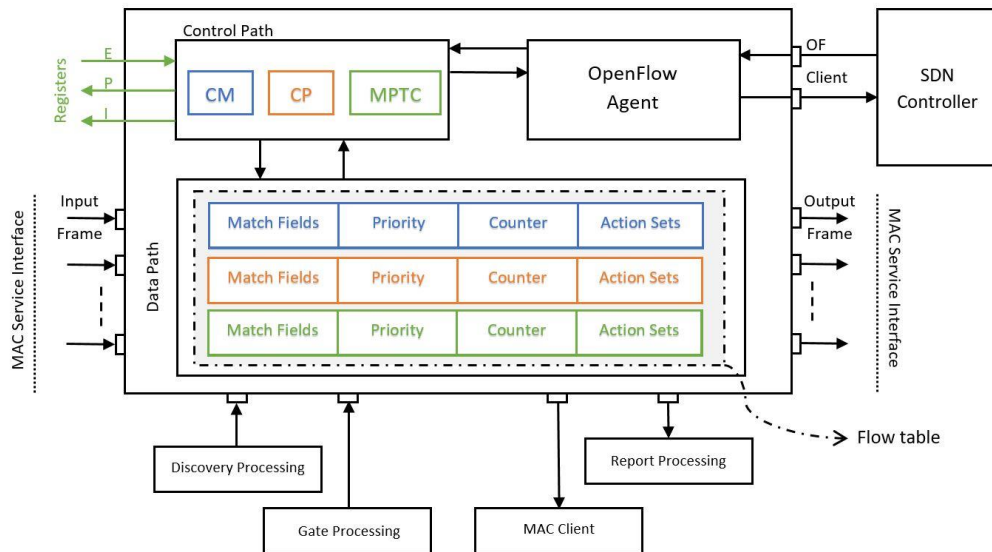 Control Path
Registers
E
P
I
CM
CP
MPTC
OpenFlow
Agent
OF
Client
SDN
Controller
MAC Service Interface
Input
Frame
Data Path
Match Fields Priority Counter Action Sets
Match Fields Priority Counter Action Sets
Match Fields Priority Counter Action Sets
Output
Frame
MAC Service Interface
Flow table
Discovery Processing
Report Processing
Gate Processing
MAC Client